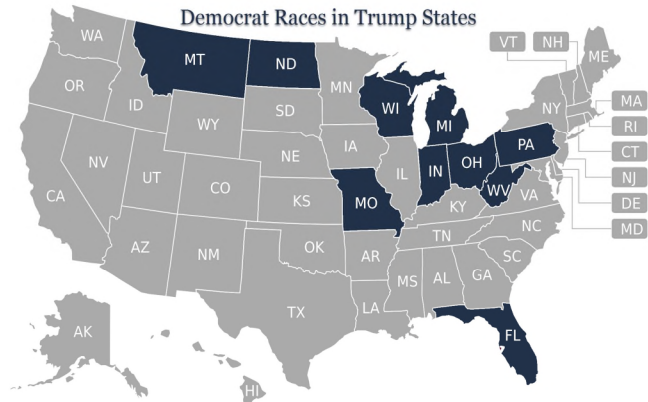 Democrat Races in Trump States
WA
MT
ND
MN
VT
NH
ME
OR
ID
WY
SD
WI
MI
NY
MA
RI
CT
NJ
DE
MD
NV
UT
CO
NE
IA
IL
IN
OH
PA
WV
VA
CA
AZ
NM
KS
MO
KY
NC
TN
OK
AR
SC
TX
LA
MS
AL
GA
FL
AK
HI